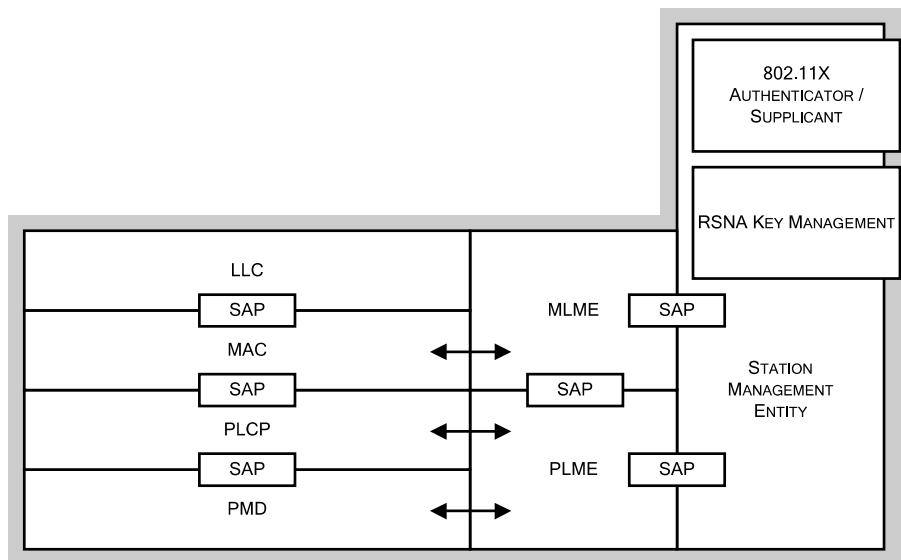 802.11X
AUTHENTICATOR /
SUPPLICANT
RSNA KEY MANAGEMENT
LLC
SAP
MAC
SAP
PLCP
SAP
PMD
MLME
SAP
SAP
PLME
SAP
STATION
MANAGEMENT
ENTITY